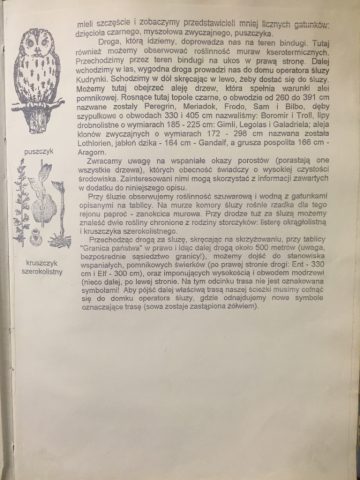 mieli szczęście i zobaczymy przedstawicieli mniej licznych gatunków:
dzięcioła czarnego, myszołowa zwyczajnego, puszczyka.
Droga, którą idziemy, doprowadza nas na teren bindugi. Tutaj
również możemy obserwować roślinność muraw kserotermicznych.
Przechodzimy przez teren bindugi na ukos w prawą stronę. Dalej
wchodzimy w las, wygodna droga prowadzi nas do domu operatora śluzy
Kudrynki. Schodzimy w dół skręcając w lewo, żeby dostać się do śluzy.
Możemy tutaj obejrzeć aleję drzew, która spełnia warunki alei
pomnikowej. Rosnące tutaj topole czarne, o obwodzie od 260 do 391 cm
nazwane zostały Peregrin, Meriadok, Frodo, Sam i Bilbo, dęby
szypułkowe o obwodach 330 i 405 cm nazwaliśmy: Boromir i Troll, lipy
drobnolistne o wymiarach 185 - 225 cm: Gimli, Legolas i Galadriela; aleja
klonów zwyczajnych o wymiarach 172 - 298 cm nazwana została
Lothlorien, jabłoń dzika - 164 cm - Gandalf, a grusza pospolita 166 cm -
Aragorn.
Zwracamy uwagę na wspaniałe okazy porostów (porastają one
wszystkie drzewa), których obecność świadczy o wysokiej czystości
środowiska. Zainteresowani nimi mogą skorzystać z informacji zawartych
w dodatku do niniejszego opisu.
Przy śluzie obserwujemy roślinność szuwarową i wodną z gatunkami
opisanymi na tablicy. Na murze komory śluzy rośnie rzadka dla tego
rejonu paproć - zanokcica murowa. Przy drodze tuż za śluzą możemy
znaleźć dwie rośliny chronione z rodziny storczyków: listerę okrągłolistną
i kruszczyka szerokolistnego.
Przechodząc drogą za śluzę, skręcając na skrzyżowaniu, przy tablicy
"Granica państwa" w prawo i idąc dalej drogą około 500 metrów (uwaga,
bezpośrednie sąsiedztwo granicy!), możemy dojść do stanowiska
wspaniałych, pomnikowych świerków (po prawej stronie drogi: Ent - 330
cm i Elf - 300 cm), oraz imponujących wysokością i obwodem modrzewi
(nieco dalej, po lewej stronie. Na tym odcinku trasa nie jest oznakowana
symbolami! Aby pójść dalej właściwą trasą naszej ścieżki musimy cofnąć
się do domku operatora śluzy, gdzie odnajdujemy nowe symbole
oznaczające trasę (sowa zostaje zastąpiona żółwiem).
puszczyk
kruszczyk
szerokolistny